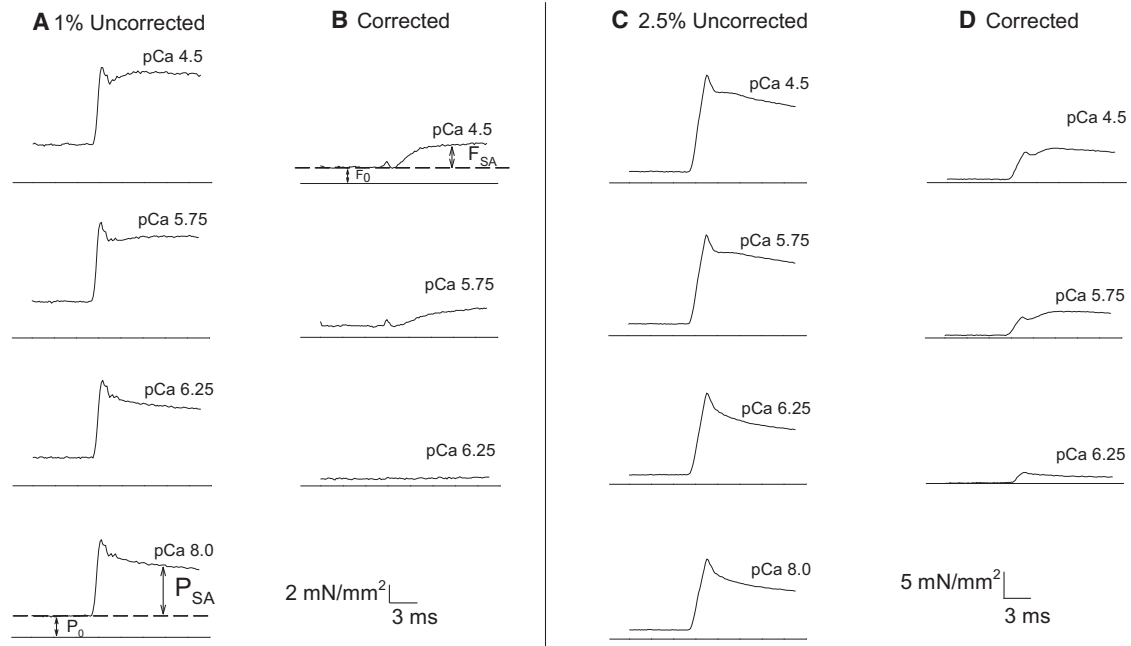 A 1% Uncorrected
pCa 4.5
pCa 5.75
pCa 6.25
pCa 8.0
P_SA
P_0
B Corrected
pCa 4.5
F_SA
F_0
pCa 5.75
pCa 6.25
2 mN/mm²
3 ms
C 2.5% Uncorrected
pCa 4.5
pCa 5.75
pCa 6.25
pCa 8.0
D Corrected
pCa 4.5
pCa 5.75
pCa 6.25
5 mN/mm²
3 ms